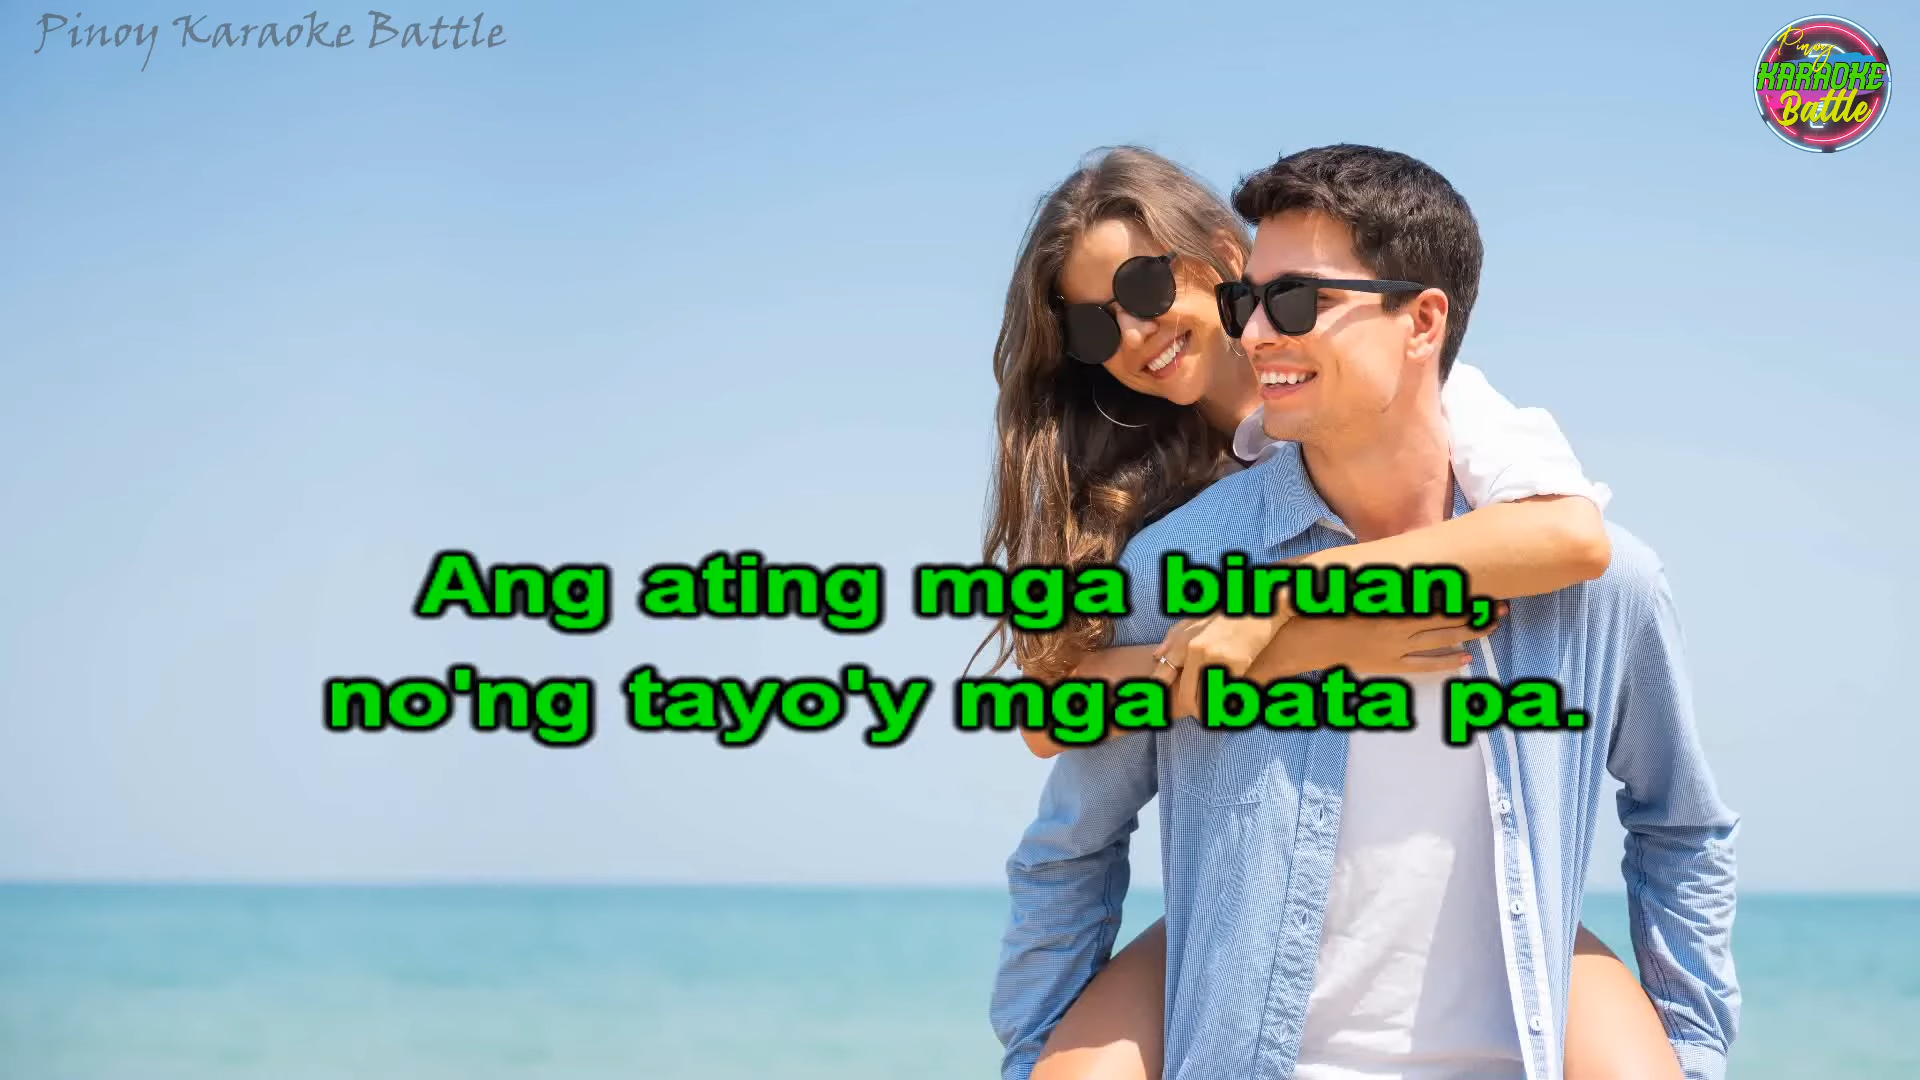 Pinoy Karaoke Battle
Pinoy
KARAOKE
Battle
Ang ating mga biruan,
no'ng tayo'y mga bata pa.